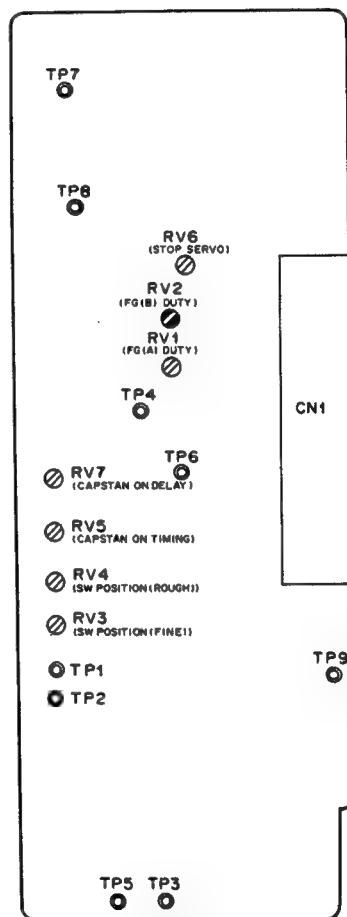 TP7
TP8
RV6
(STOP SERVO)
RV2
(FG(B) DUTY)
RV1
(FG(A) DUTY)
TP4
CN1
TP6
RV7
(CAPSTAN ON DELAY)
RV5
(CAPSTAN ON TIMING)
RV4
(SW POSITION(ROUGH))
RV3
(SW POSITION(FINE))
TP1
TP9
TP2
TP5 TP3